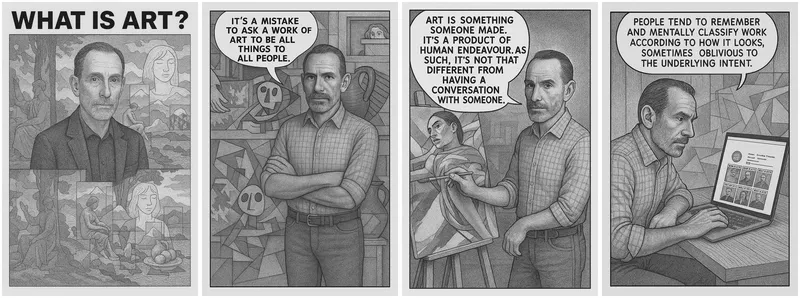 WHAT IS ART?
IT'S A MISTAKE
TO ASK A WORK OF
ART TO BE ALL
THINGS TO
ALL PEOPLE.
ART IS SOMETHING
SOMEONE MADE.
IT'S A PRODUCT OF
HUMAN ENDEAVOUR. AS
SUCH, IT'S NOT THAT
DIFFERENT FROM
HAVING A
CONVERSATION
WITH SOMEONE.
PEOPLE TEND TO REMEMBER
AND MENTALLY CLASSIFY WORK
ACCORDING TO HOW IT LOOKS,
SOMETIMES OBLIVIOUS TO
THE UNDERLYING INTENT.